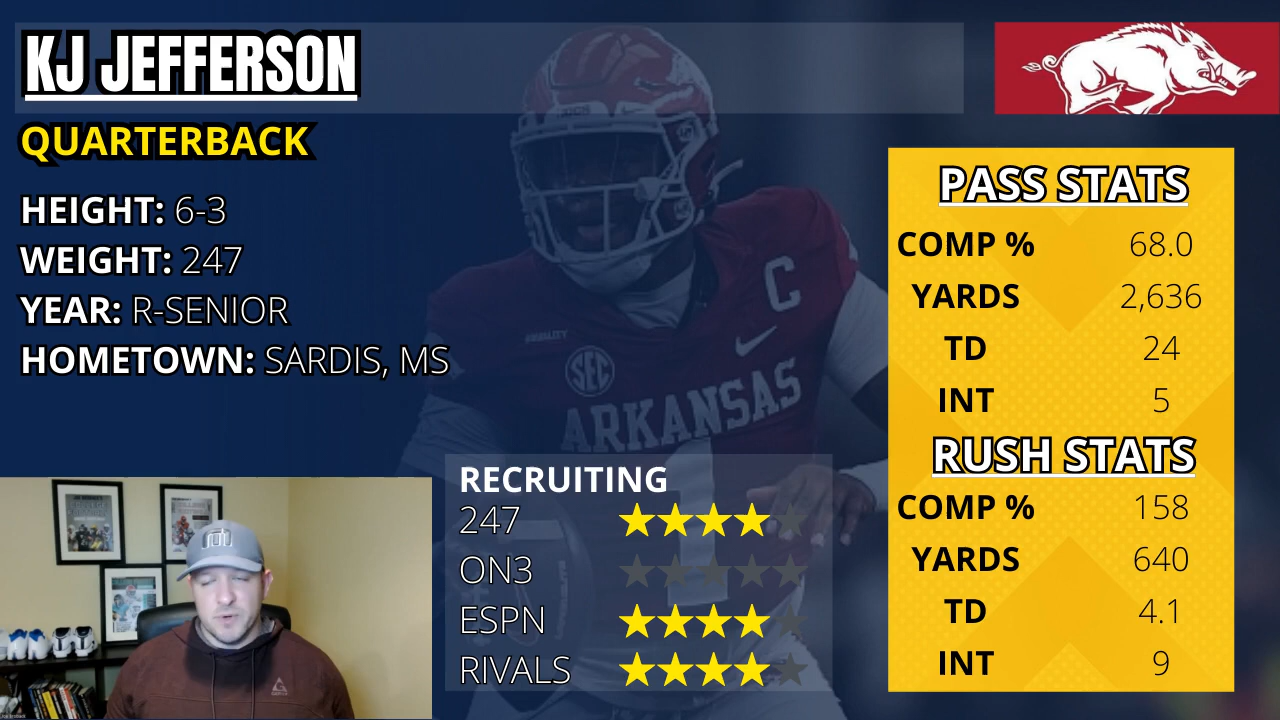 KJ JEFFERSON
QUARTERBACK
HEIGHT: 6-3
WEIGHT: 247
YEAR: R-SENIOR
HOMETOWN: SARDIS, MS
C
SEC
ARKANSAS
RECRUITING
247
ON3
ESPN
RIVALS
PASS STATS
COMP % 68.0
YARDS 2,636
TD 24
INT 5
RUSH STATS
COMP % 158
YARDS 640
TD 4.1
INT 9